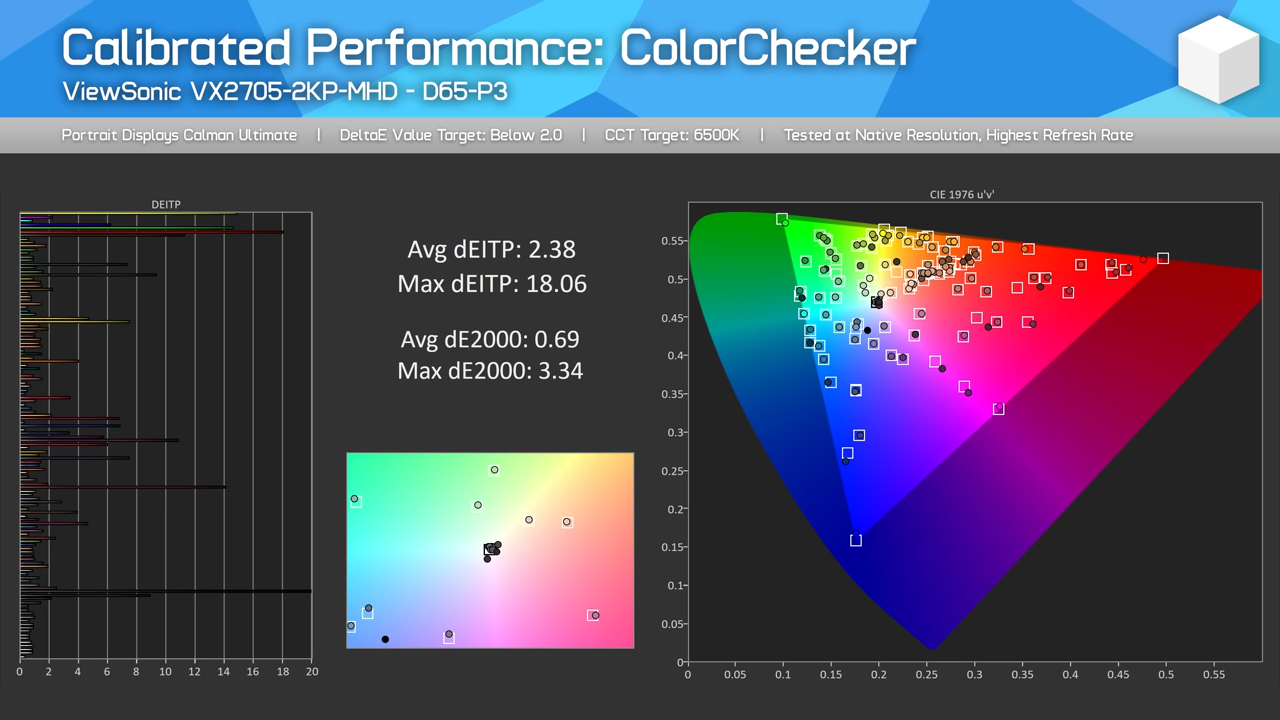 Calibrated Performance: ColorChecker
ViewSonic VX2705-2KP-MHD - D65-P3
Portrait Displays Calman Ultimate | DeltaE Value Target: Below 2.0 | CCT Target: 6500K | Tested at Native Resolution, Highest Refresh Rate
DEITP
0 2 4 6 8 10 12 14 16 18 20
Avg dEITP: 2.38
Max dEITP: 18.06
Avg dE2000: 0.69
Max dE2000: 3.34
CIE 1976 u'v'
0.55
0.5
0.45
0.4
0.35
0.3
0.25
0.2
0.15
0.1
0.05
0
0 0.05 0.1 0.15 0.2 0.25 0.3 0.35 0.4 0.45 0.5 0.55